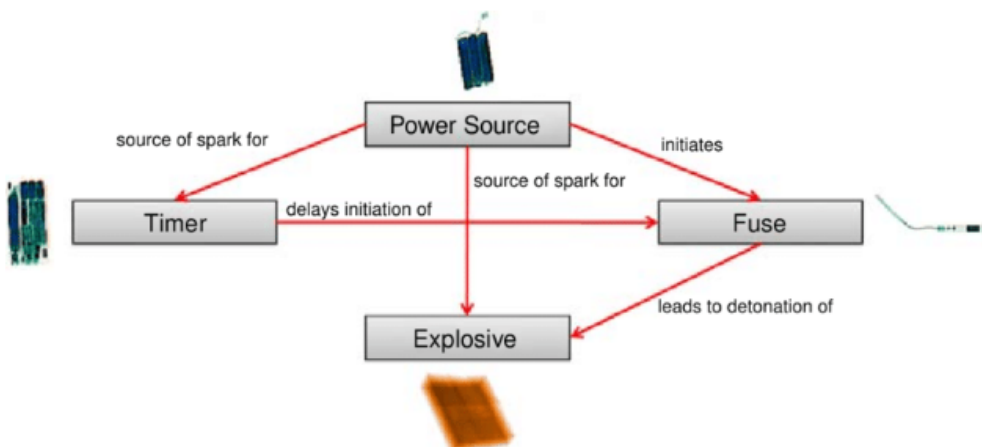 Power Source
source of spark for
initiates
source of spark for
Timer
delays initiation of
Fuse
leads to detonation of
Explosive